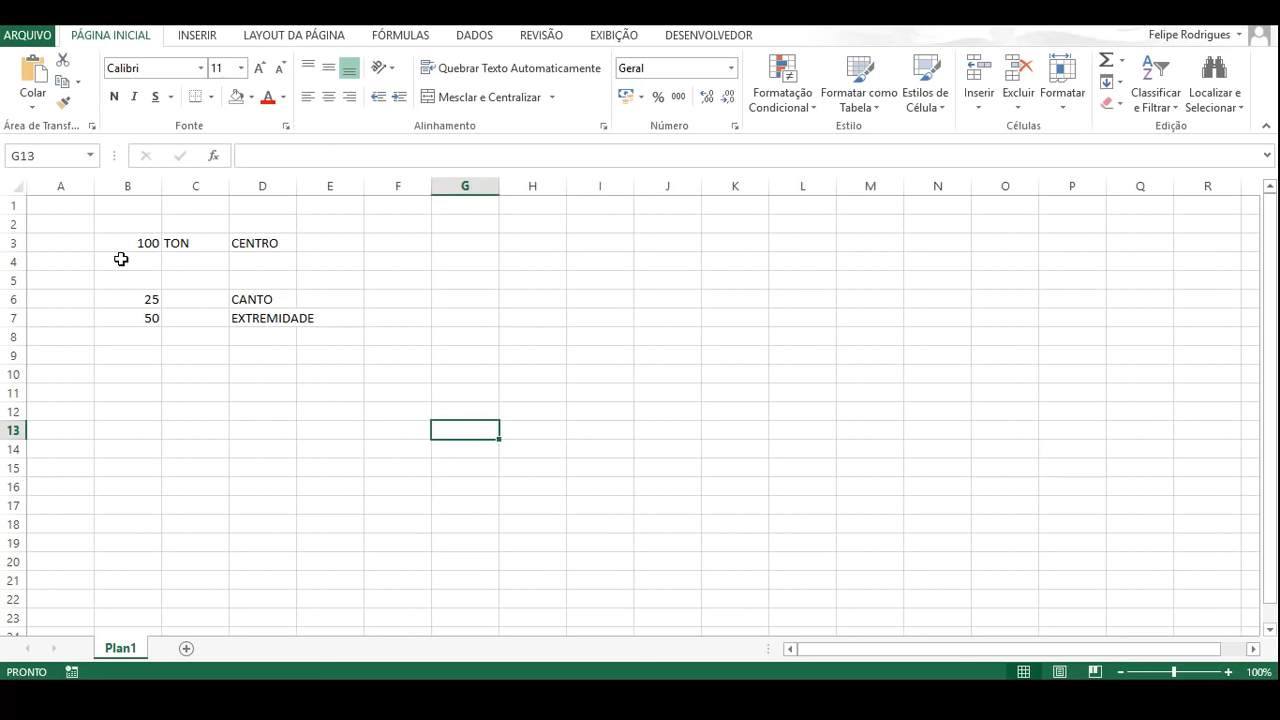 ARQUIVO PÁGINA INICIAL INSERIR LAYOUT DA PÁGINA FÓRMULAS DADOS REVISÃO EXIBIÇÃO DESENVOLVEDOR Felipe Rodrigues
Colar
Área de Transf...
Calibri 11
N I S
Fonte
Quebrar Texto Automaticamente
Mesclar e Centralizar
Alinhamento
Geral
% 000
Número
Formatação Condicional
Formatar como Tabela
Estilos de Célula
Estilo
Inserir
Excluir
Formatar
Células
Classificar e Filtrar
Localizar e Selecionar
Edição
G13 fx
A B C D E F G H I J K L M N O P Q R
1
2
3 100 TON CENTRO
4
5
6 25 CANTO
7 50 EXTREMIDADE
8
9
10
11
12
13
14
15
16
17
18
19
20
21
22
23
24
Plan1
PRONTO 100%